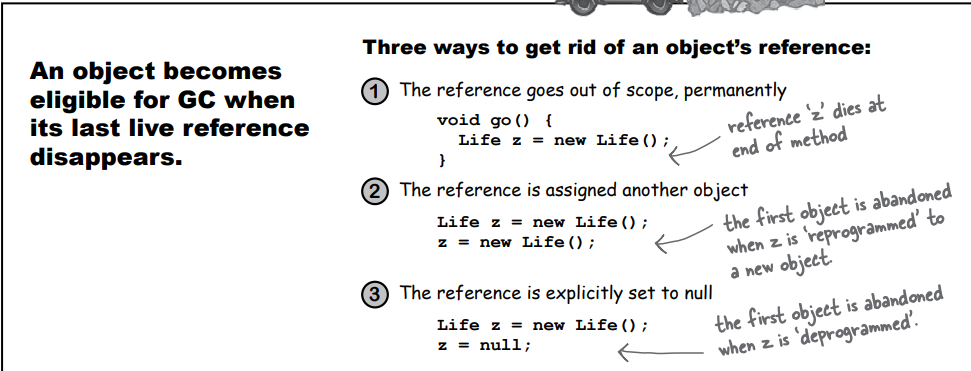 An object becomes
eligible for GC when
its last live reference
disappears.
Three ways to get rid of an object's reference:
1 The reference goes out of scope, permanently
void go() {
Life z = new Life();
}
reference 'z' dies at
end of method
2 The reference is assigned another object
Life z = new Life();
z = new Life();
the first object is abandoned
when z is 'reprogrammed' to
a new object.
3 The reference is explicitly set to null
Life z = new Life();
z = null;
the first object is abandoned
when z is 'deprogrammed'.